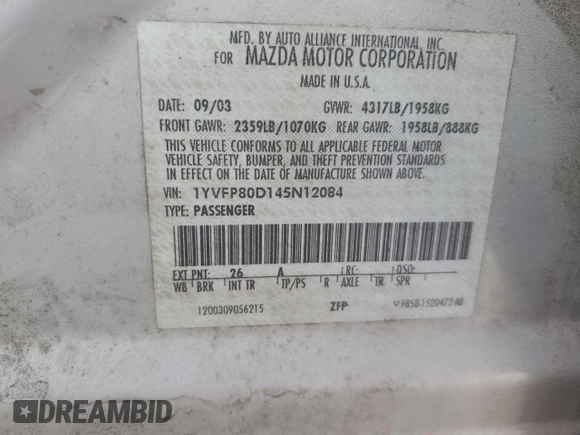 MFD. BY AUTO ALLIANCE INTERNATIONAL, INC.
FOR MAZDA MOTOR CORPORATION
MADE IN U.S.A.
DATE: 09/03 GVWR: 4317LB/1958KG
FRONT GAWR: 2359LB/1070KG REAR GAWR: 1958LB/888KG
THIS VEHICLE CONFORMS TO ALL APPLICABLE FEDERAL MOTOR
VEHICLE SAFETY, BUMPER, AND THEFT PREVENTION STANDARDS
IN EFFECT ON THE DATE OF MANUFACTURE SHOWN ABOVE.
VIN: 1YVFP80D145N12084
TYPE: PASSENGER
EXT PNT: 26 A RC: DSO:
WB BRK INT TR TP/PS R AXLE TR SPR
1200309056215 ZFP
DREAMBID